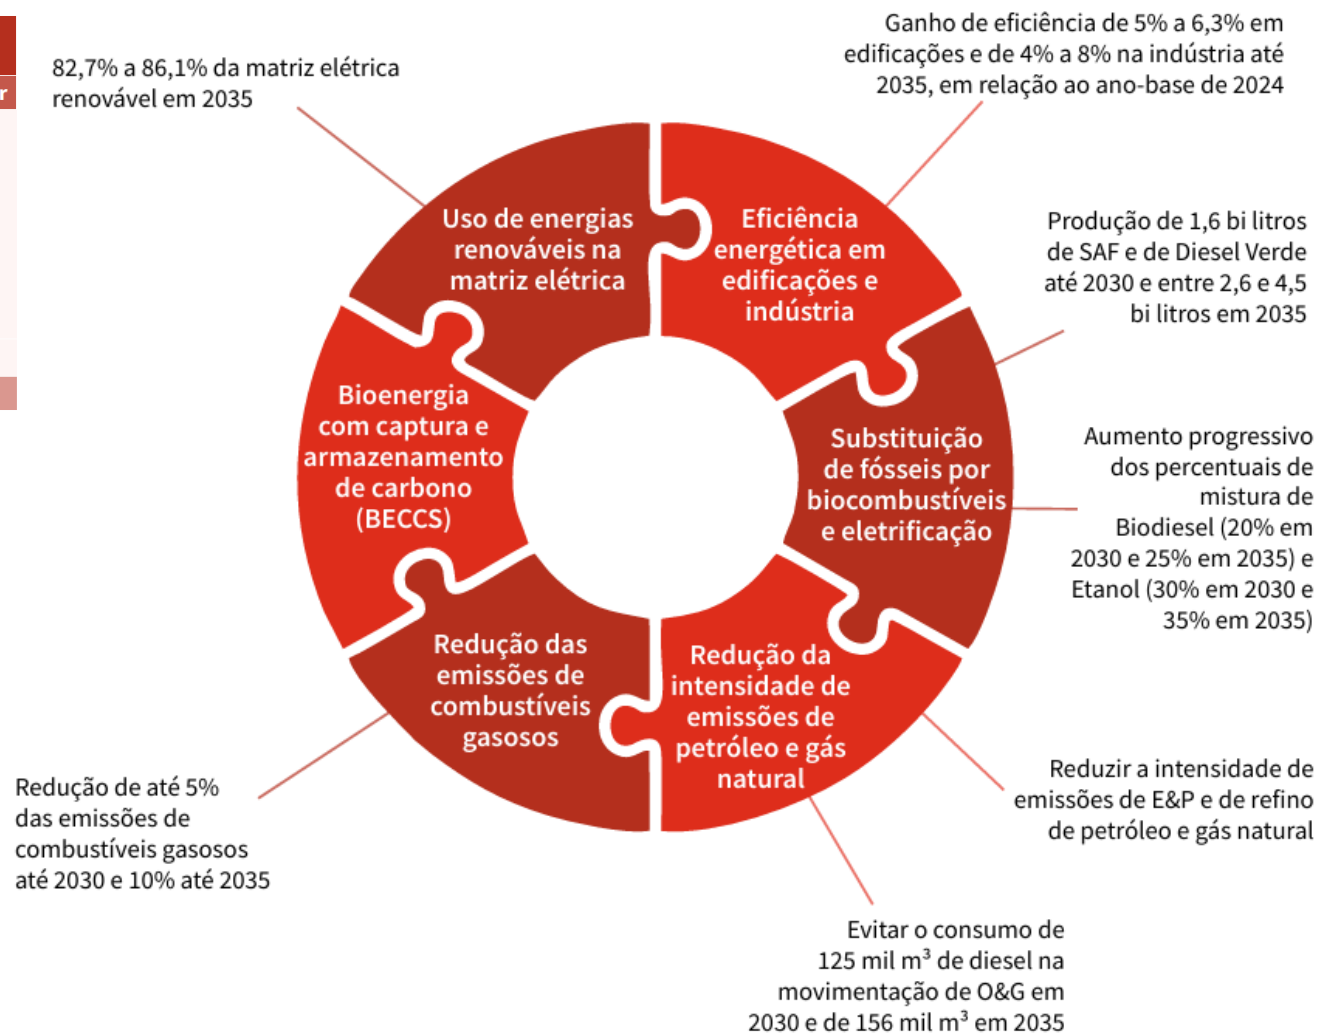 r
82,7% a 86,1% da matriz elétrica
renovável em 2035
Ganho de eficiência de 5% a 6,3% em
edificações e de 4% a 8% na indústria até
2035, em relação ao ano-base de 2024
Uso de energias
renováveis na
matriz elétrica
Eficiência
energética em
edificações e
indústria
Produção de 1,6 bi litros
de SAF e de Diesel Verde
até 2030 e entre 2,6 e 4,5
bi litros em 2035
Bioenergia
com captura e
armazenamento
de carbono
(BECCS)
Substituição
de fósseis por
biocombustíveis
e eletrificação
Aumento progressivo
dos percentuais de
mistura de
Biodiesel (20% em
2030 e 25% em 2035) e
Etanol (30% em 2030 e
35% em 2035)
Redução das
emissões de
combustíveis
gasosos
Redução da
intensidade de
emissões de
petróleo e gás
natural
Redução de até 5%
das emissões de
combustíveis gasosos
até 2030 e 10% até 2035
Reduzir a intensidade de
emissões de E&P e de refino
de petróleo e gás natural
Evitar o consumo de
125 mil m³ de diesel na
movimentação de O&G em
2030 e de 156 mil m³ em 2035